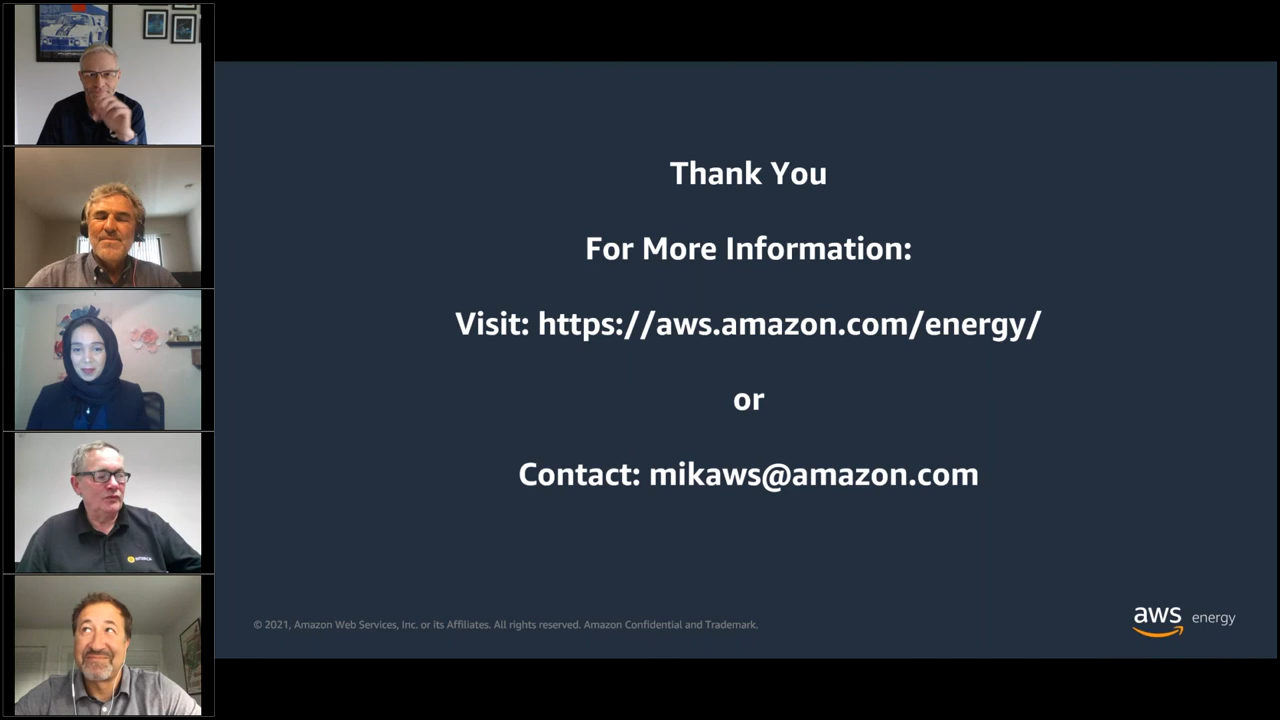 Thank You
For More Information:
Visit: https://aws.amazon.com/energy/
or
Contact: mikaws@amazon.com
© 2021, Amazon Web Services, Inc. or its Affiliates. All rights reserved. Amazon Confidential and Trademark.
aws energy